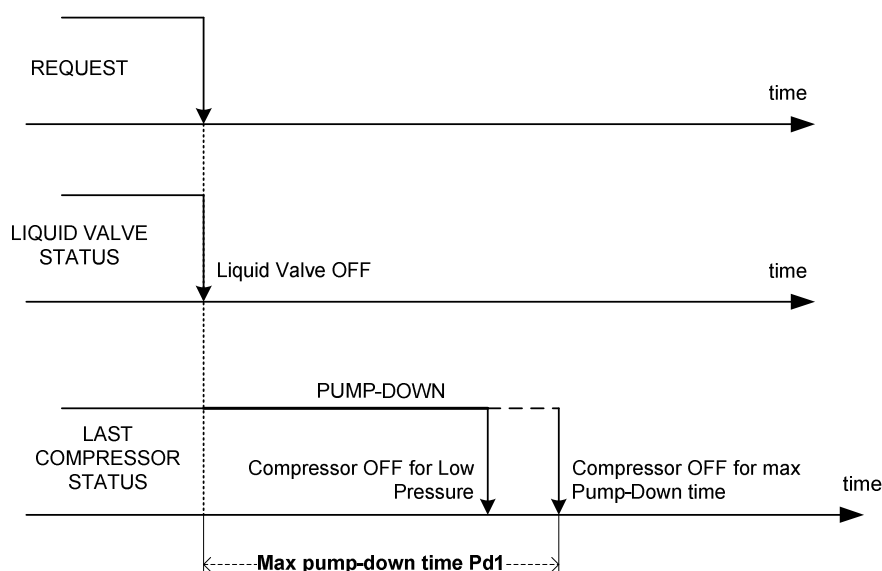 REQUEST
time
LIQUID VALVE
STATUS
Liquid Valve OFF
time
PUMP-DOWN
LAST
COMPRESSOR
STATUS
Compressor OFF for Low
Pressure
Compressor OFF for max
Pump-Down time
time
Max pump-down time Pd1